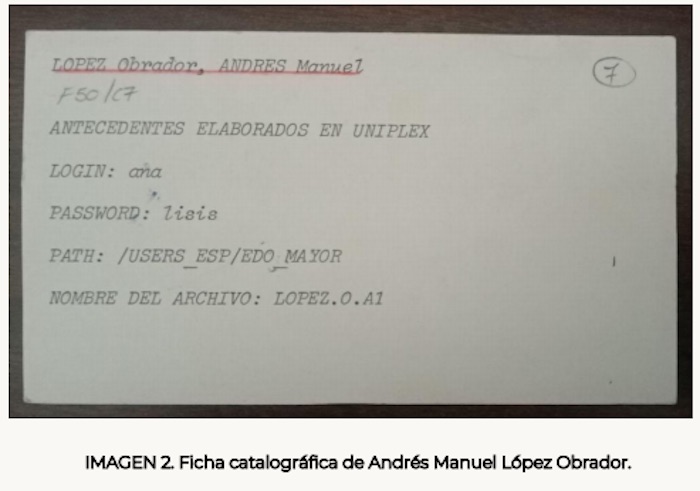 LOPEZ Obrador, ANDRES Manuel
7
F50/C7
ANTECEDENTES ELABORADOS EN UNIPLEX
LOGIN: ana
PASSWORD: lisis
PATH: /USERS_ESP/EDO_MAYOR
NOMBRE DEL ARCHIVO: LOPEZ.O.A1
IMAGEN 2. Ficha catalográfica de Andrés Manuel López Obrador.